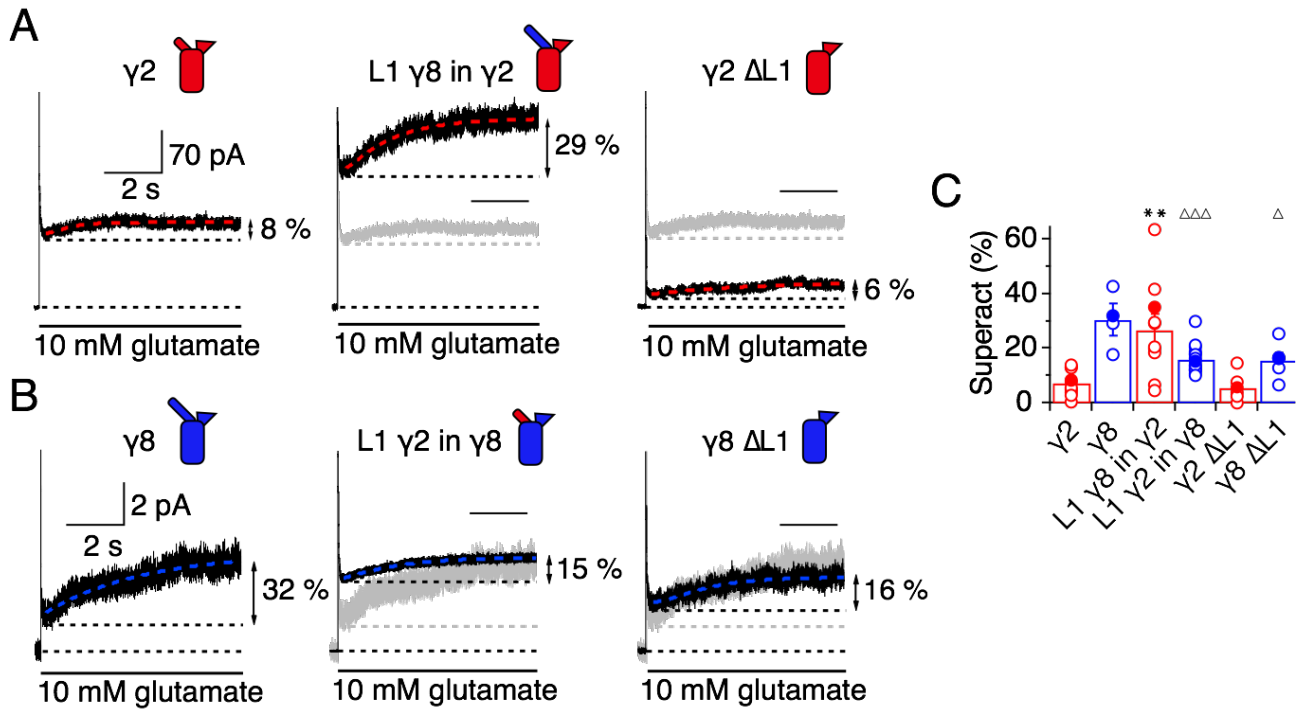 A
γ2
L1 γ8 in γ2
γ2 ΔL1
70 pA
2 s
8 %
29 %
6 %
10 mM glutamate
10 mM glutamate
10 mM glutamate
B
γ8
L1 γ2 in γ8
γ8 ΔL1
2 pA
2 s
32 %
15 %
16 %
10 mM glutamate
10 mM glutamate
10 mM glutamate
C
** △△△ △
Superact (%)
60
40
20
0
γ2
γ8
L1 γ8 in γ2
L1 γ2 in γ8
γ2 ΔL1
γ8 ΔL1